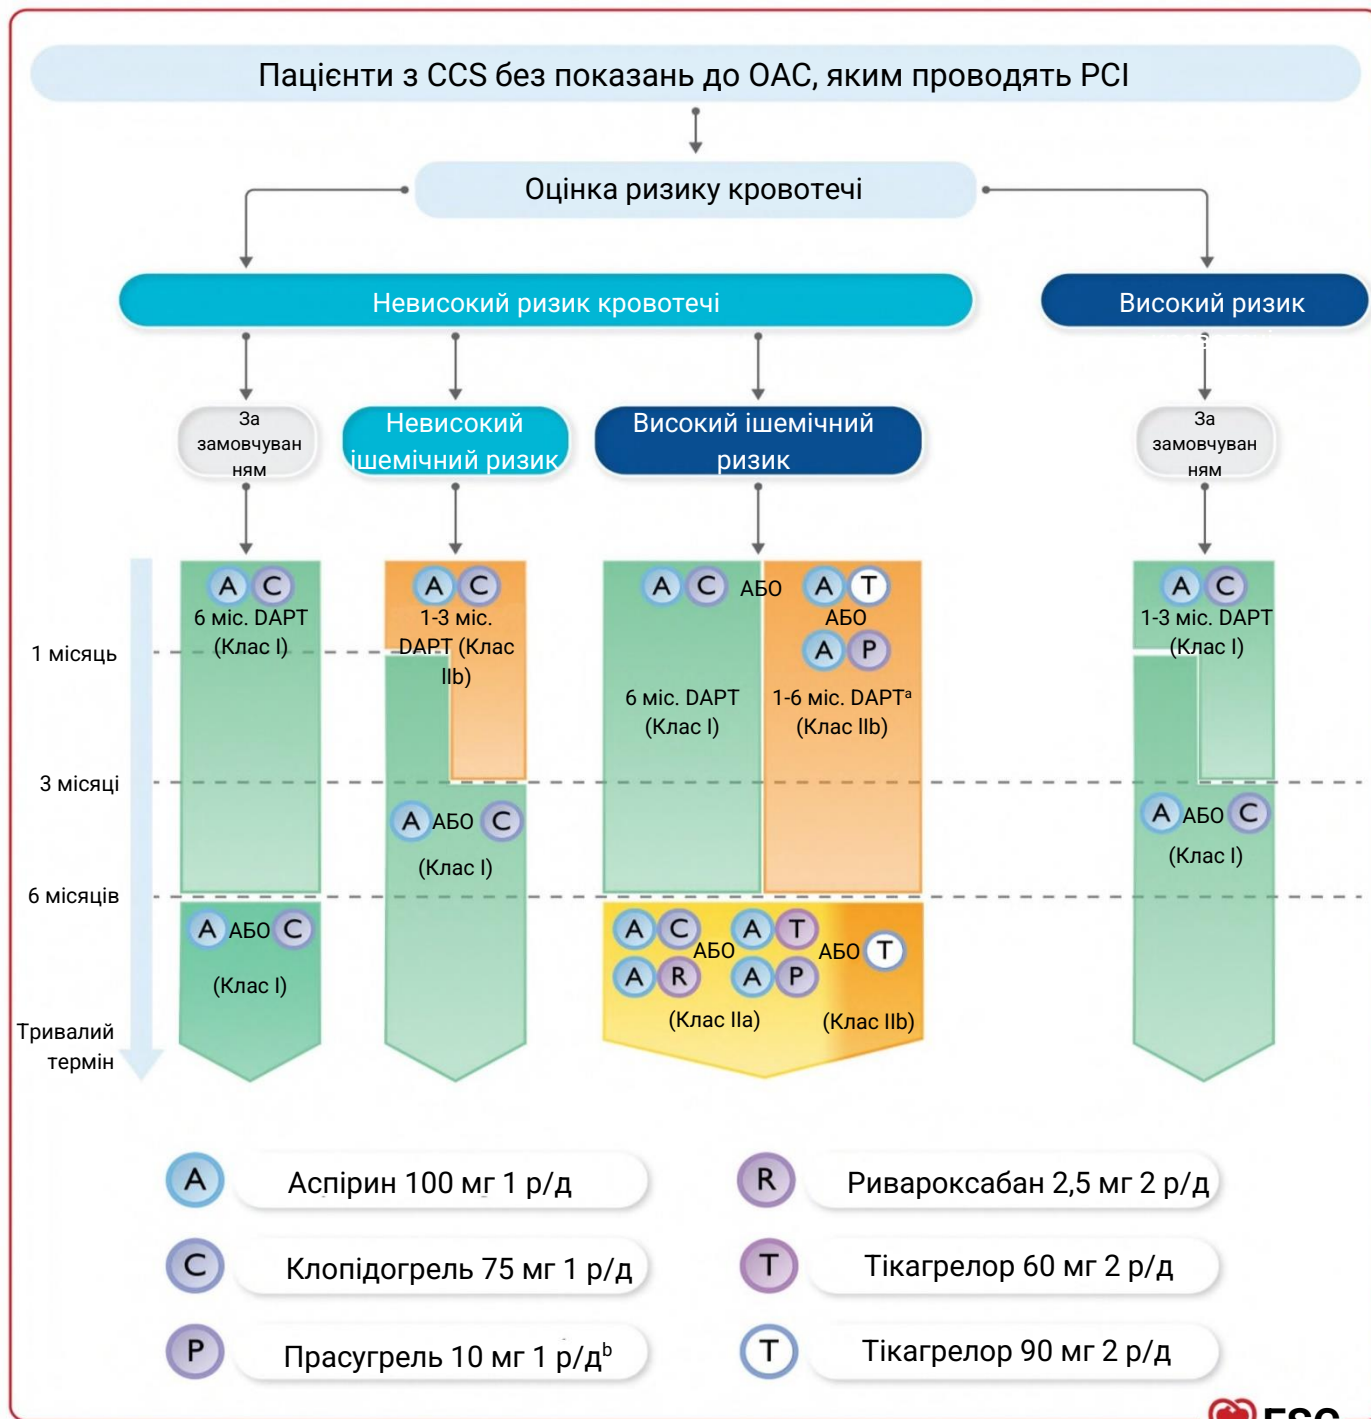 Пацієнти з CCS без показань до ОАС, яким проводять PCI
Оцінка ризику кровотечі
Невисокий ризик кровотечі
Високий ризик
За
замовчуван
ням
Невисокий
ішемічний ризик
Високий ішемічний
ризик
За
замовчуван
ням
A C
6 міс. DAPT
(Клас I)
A C
1-3 міс.
DAPT (Клас
IIb)
A C АБО A T
АБО
A P
6 міс. DAPT
(Клас I)
1-6 міс. DAPTᵃ
(Клас IIb)
A C
1-3 міс. DAPT
(Клас I)
1 місяць
3 місяці
6 місяців
Тривалий
термін
A АБО C
(Клас I)
A АБО C
(Клас I)
A C АБО A T АБО T
A R A P
(Клас IIa)
(Клас IIb)
A АБО C
(Клас I)
A Аспірин 100 мг 1 р/д
R Ривароксабан 2,5 мг 2 р/д
C Клопідогрель 75 мг 1 р/д
T Тікагрелор 60 мг 2 р/д
P Прасугрель 10 мг 1 р/дᵇ
T Тікагрелор 90 мг 2 р/д
ESC